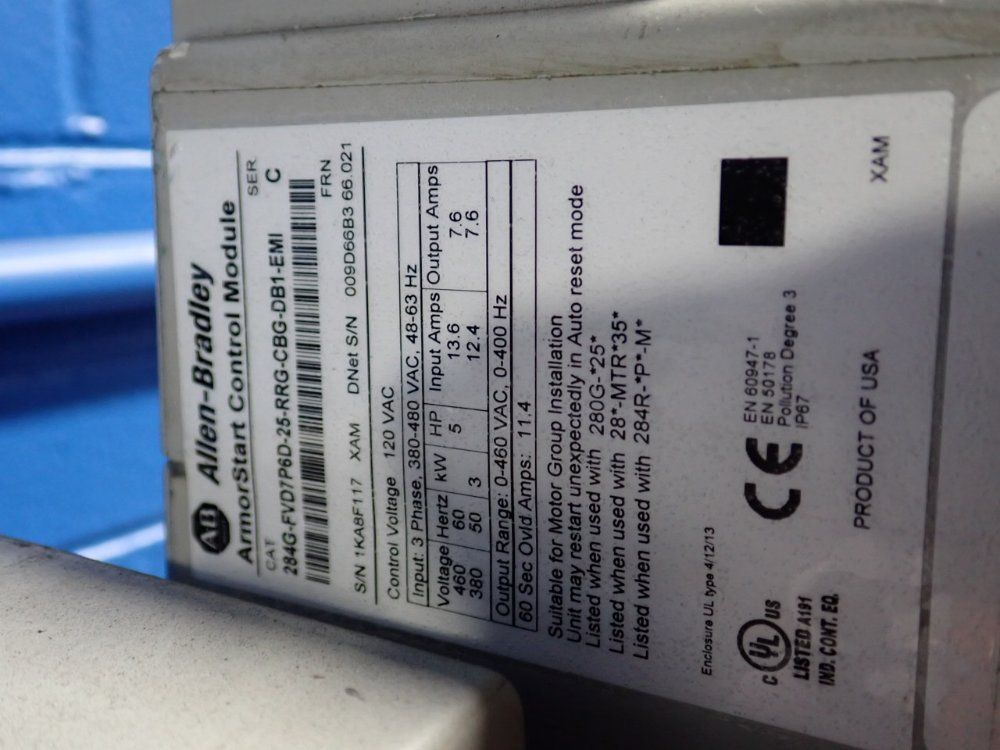 AB Allen-Bradley
ArmorStart Control Module
CAT SER
284G-FVD7P6D-25-RRG-CBG-DB1-EMI C
FRN
S/N 1KA8F117 XAM DNet S/N 009D66B3 66.021
Control Voltage 120 VAC
Input: 3 Phase, 380-480 VAC, 48-63 Hz
Voltage Hertz kW HP Input Amps Output Amps
460 60 5 13.6 7.6
380 50 3 12.4 7.6
Output Range: 0-460 VAC, 0-400 Hz
60 Sec Ovld Amps: 11.4
Suitable for Motor Group Installation
Unit may restart unexpectedly in Auto reset mode
Listed when used with 280G-*25*
Listed when used with 28*-MTR*35*
Listed when used with 284R-*P*-M*
Enclosure UL type 4/12/13
C UL US
LISTED A191
IND. CONT. EQ.
CE
EN 60947-1
EN 50178
Pollution Degree 3
IP67
PRODUCT OF USA
XAM